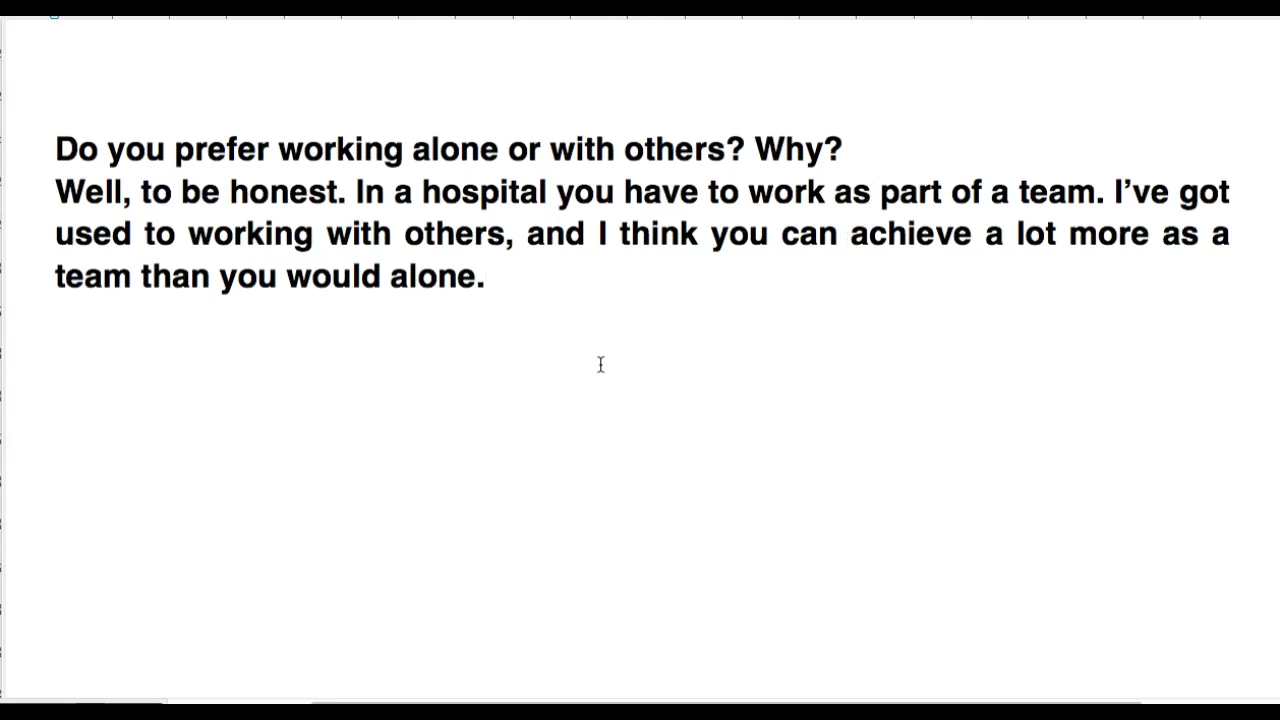 Do you prefer working alone or with others? Why?
Well, to be honest. In a hospital you have to work as part of a team. I’ve got
used to working with others, and I think you can achieve a lot more as a
team than you would alone.